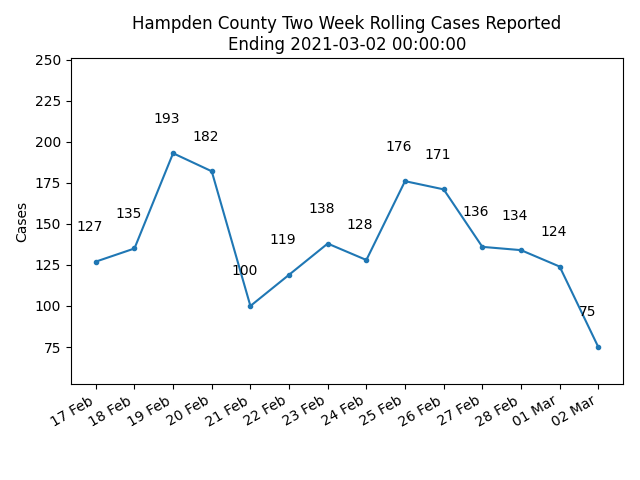 Hampden County Two Week Rolling Cases Reported
Ending 2021-03-02 00:00:00
Cases
250
225
200
175
150
125
100
75
127
135
193
182
100
119
138
128
176
171
136
134
124
75
17 Feb
18 Feb
19 Feb
20 Feb
21 Feb
22 Feb
23 Feb
24 Feb
25 Feb
26 Feb
27 Feb
28 Feb
01 Mar
02 Mar